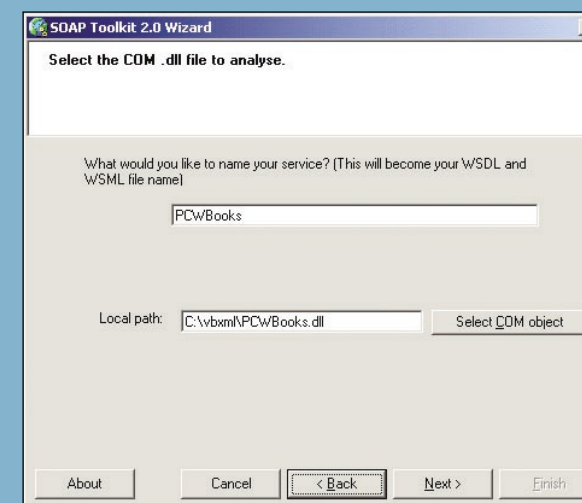 SOAP Toolkit 2.0 Wizard
Select the COM .dll file to analyse.
What would you like to name your service? (This will become your WSDL and
WSML file name)
PCWBooks
Local path:
C:\vbxml\PCWBooks.dll
Select COM object
About
Cancel
< Back
Next >
Finish